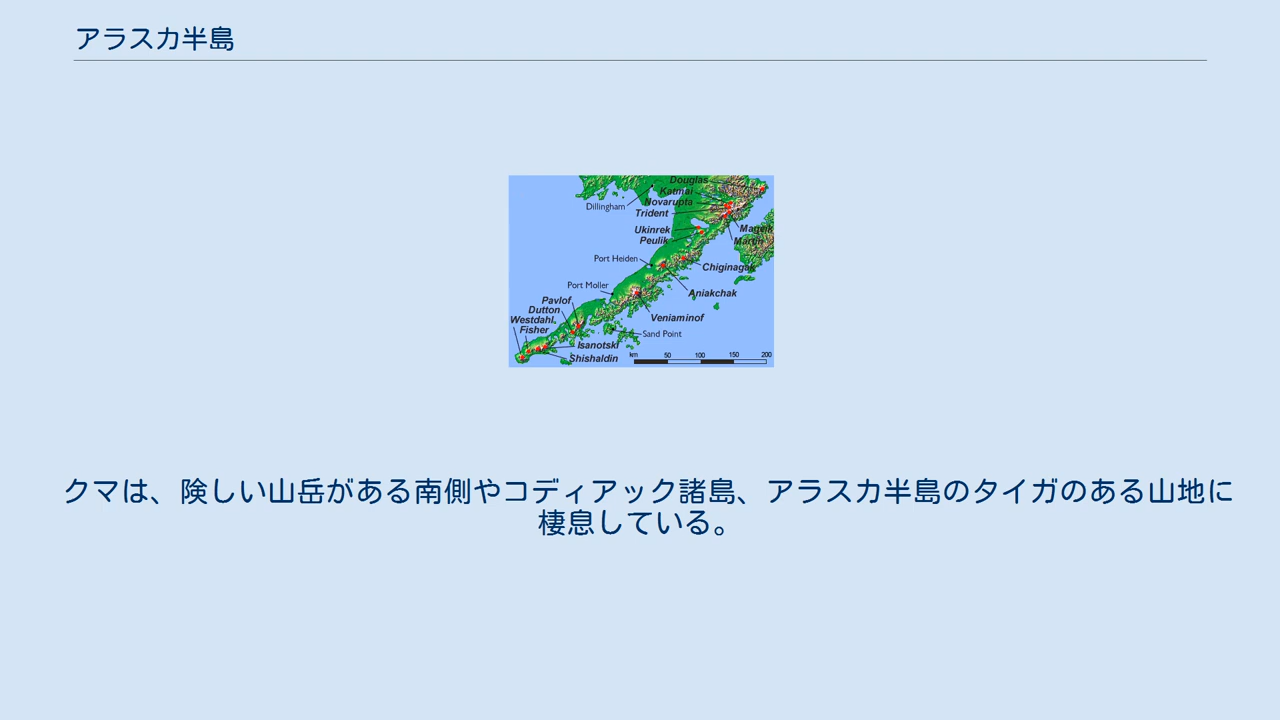 アラスカ半島
Douglas
Katmai
Novarupta
Dillingham
Trident
Ukinrek
Mageik
Peulik
Martin
Port Heiden
Chiginagak
Port Moller
Aniakchak
Pavlof
Dutton
Westdahl
Veniaminof
Fisher
Sand Point
Isanotski
Shishaldin
km 50 100 150 200
クマは、険しい山岳がある南側やコディアック諸島、アラスカ半島のタイガのある山地に
棲息している。